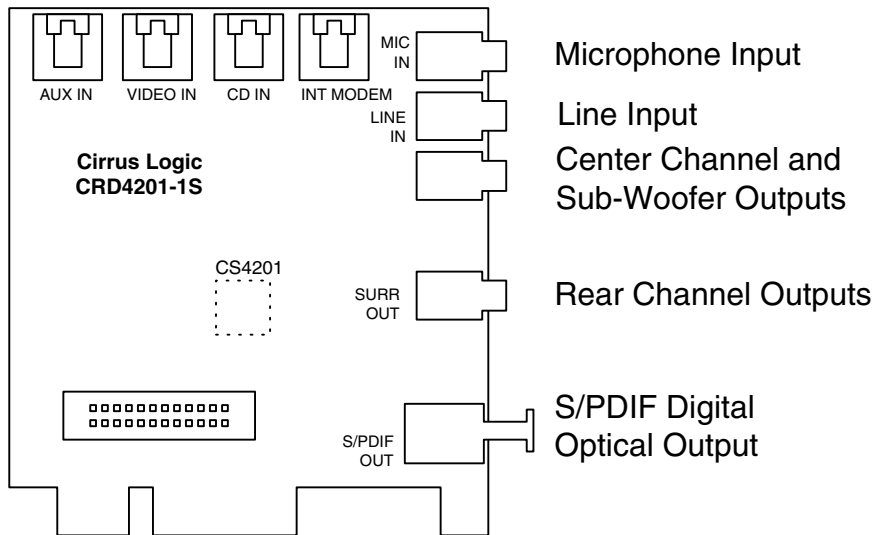 MIC
IN
Microphone Input
AUX IN
VIDEO IN
CD IN
INT MODEM
LINE
IN
Line Input
Cirrus Logic
CRD4201-1S
Center Channel and
Sub-Woofer Outputs
CS4201
SURR
OUT
Rear Channel Outputs
S/PDIF
OUT
S/PDIF Digital
Optical Output